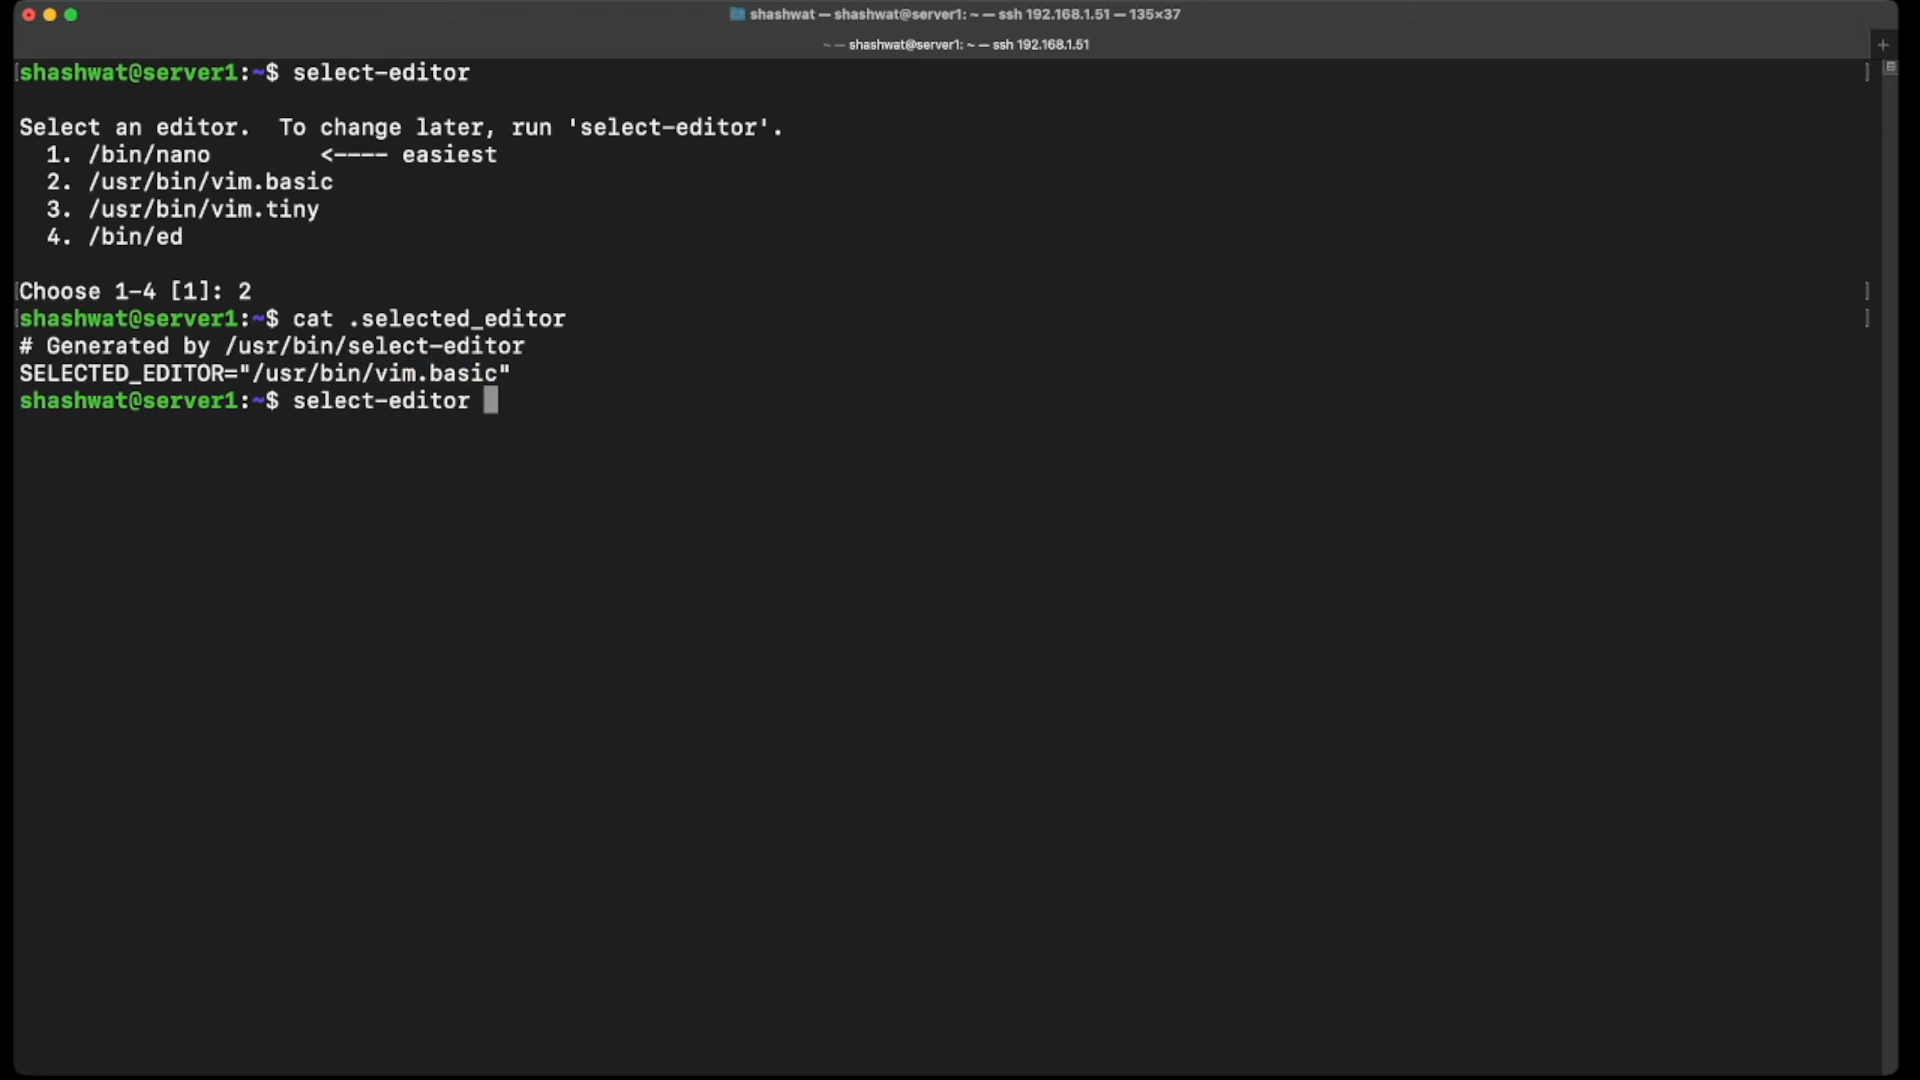 shashwat — shashwat@server1: ~ — ssh 192.168.1.51 — 135×37
~ — shashwat@server1: ~ — ssh 192.168.1.51
shashwat@server1:~$ select-editor

Select an editor.  To change later, run 'select-editor'.
  1. /bin/nano        <---- easiest
  2. /usr/bin/vim.basic
  3. /usr/bin/vim.tiny
  4. /bin/ed

Choose 1-4 [1]: 2
shashwat@server1:~$ cat .selected_editor
# Generated by /usr/bin/select-editor
SELECTED_EDITOR="/usr/bin/vim.basic"
shashwat@server1:~$ select-editor